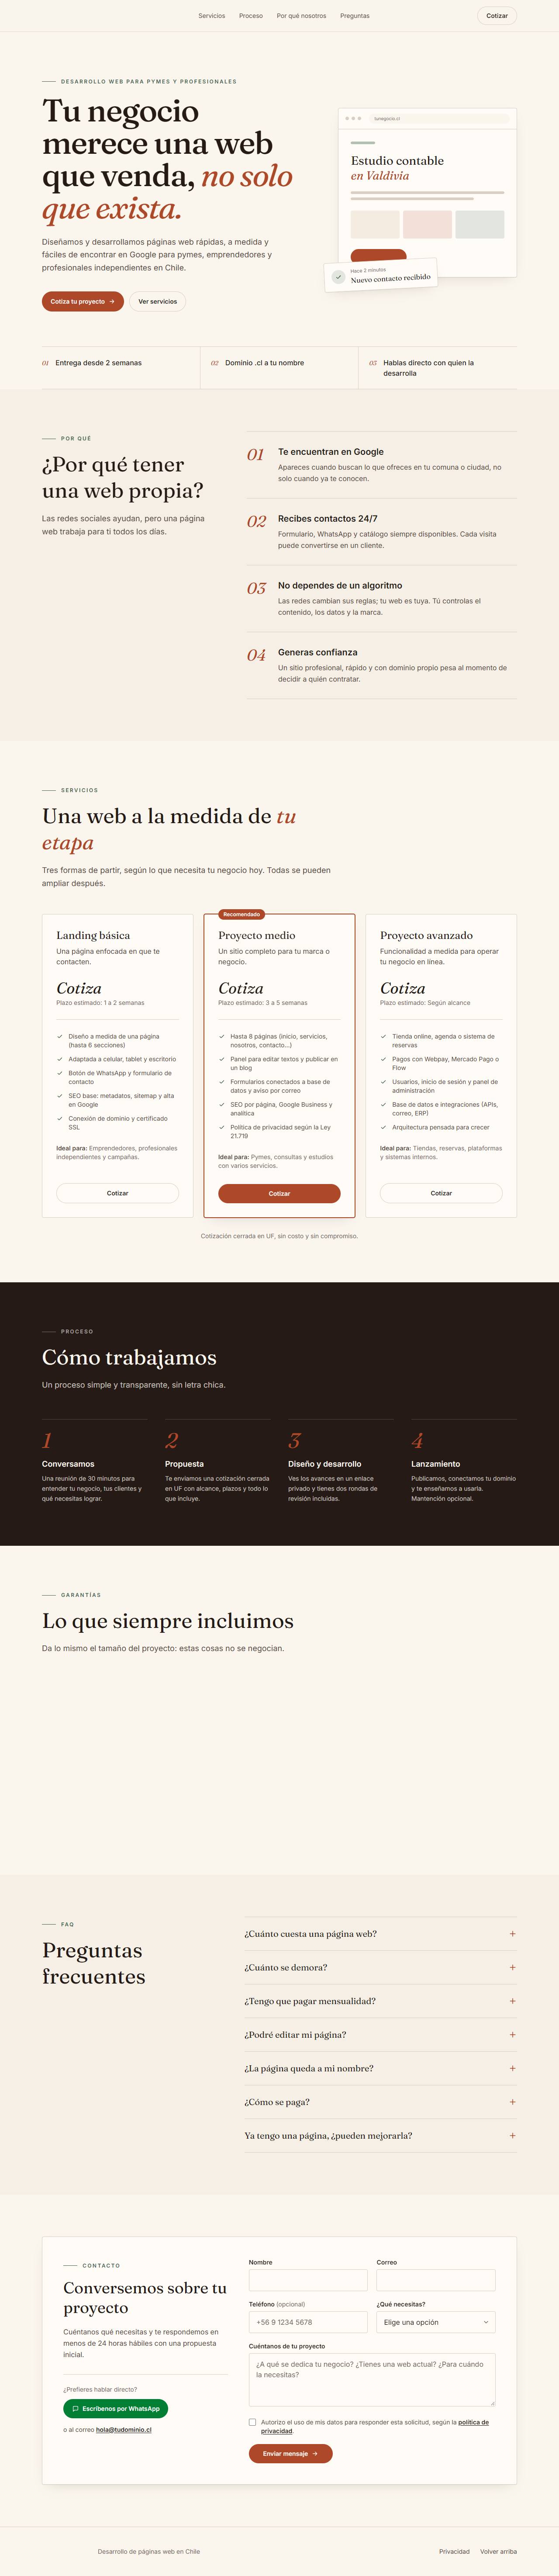 Servicios
Proceso
Por qué nosotros
Preguntas
Cotizar
DESARROLLO WEB PARA PYMES Y PROFESIONALES
Tu negocio
merece una web
que venda, no solo
que exista.
Diseñamos y desarrollamos páginas web rápidas, a medida y
fáciles de encontrar en Google para pymes, emprendedores y
profesionales independientes en Chile.
Cotiza tu proyecto →
Ver servicios
tunegocio.cl
Estudio contable
en Valdivia
Hace 2 minutos
Nuevo contacto recibido
01 Entrega desde 2 semanas
02 Dominio .cl a tu nombre
03 Hablas directo con quien la
desarrolla
POR QUÉ
¿Por qué tener
una web propia?
Las redes sociales ayudan, pero una página
web trabaja para ti todos los días.
01 Te encuentran en Google
Apareces cuando buscan lo que ofreces en tu comuna o ciudad, no
solo cuando ya te conocen.
02 Recibes contactos 24/7
Formulario, WhatsApp y catálogo siempre disponibles. Cada visita
puede convertirse en un cliente.
03 No dependes de un algoritmo
Las redes cambian sus reglas; tu web es tuya. Tú controlas el
contenido, los datos y la marca.
04 Generas confianza
Un sitio profesional, rápido y con dominio propio pesa al momento de
decidir a quién contratar.
SERVICIOS
Una web a la medida de tu
etapa
Tres formas de partir, según lo que necesita tu negocio hoy. Todas se pueden
ampliar después.
Landing básica
Una página enfocada en que te
contacten.
Cotiza
Plazo estimado: 1 a 2 semanas
Diseño a medida de una página
(hasta 6 secciones)
Adaptada a celular, tablet y escritorio
Botón de WhatsApp y formulario de
contacto
SEO base: metadatos, sitemap y alta
en Google
Conexión de dominio y certificado
SSL
Ideal para: Emprendedores, profesionales
independientes y campañas.
Cotizar
Recomendado
Proyecto medio
Un sitio completo para tu marca o
negocio.
Cotiza
Plazo estimado: 3 a 5 semanas
Hasta 8 páginas (inicio, servicios,
nosotros, contacto…)
Panel para editar textos y publicar en
un blog
Formularios conectados a base de
datos y aviso por correo
SEO por página, Google Business y
analítica
Política de privacidad según la Ley
21.719
Ideal para: Pymes, consultas y estudios
con varios servicios.
Cotizar
Proyecto avanzado
Funcionalidad a medida para operar
tu negocio en línea.
Cotiza
Plazo estimado: Según alcance
Tienda online, agenda o sistema de
reservas
Pagos con Webpay, Mercado Pago o
Flow
Usuarios, inicio de sesión y panel de
administración
Base de datos e integraciones (APIs,
correo, ERP)
Arquitectura pensada para crecer
Ideal para: Tiendas, reservas, plataformas
y sistemas internos.
Cotizar
Cotización cerrada en UF, sin costo y sin compromiso.
PROCESO
Cómo trabajamos
Un proceso simple y transparente, sin letra chica.
1
Conversamos
Una reunión de 30 minutos para
entender tu negocio, tus clientes y
qué necesitas lograr.
2
Propuesta
Te enviamos una cotización cerrada
en UF con alcance, plazos y todo lo
que incluye.
3
Diseño y desarrollo
Ves los avances en un enlace
privado y tienes dos rondas de
revisión incluidas.
4
Lanzamiento
Publicamos, conectamos tu dominio
y te enseñamos a usarla.
Mantención opcional.
GARANTÍAS
Lo que siempre incluimos
Da lo mismo el tamaño del proyecto: estas cosas no se negocian.
FAQ
Preguntas
frecuentes
¿Cuánto cuesta una página web? +
¿Cuánto se demora? +
¿Tengo que pagar mensualidad? +
¿Podré editar mi página? +
¿La página queda a mi nombre? +
¿Cómo se paga? +
Ya tengo una página, ¿pueden mejorarla? +
CONTACTO
Conversemos sobre tu
proyecto
Cuéntanos qué necesitas y te respondemos en
menos de 24 horas hábiles con una propuesta
inicial.
¿Prefieres hablar directo?
Escríbenos por WhatsApp
o al correo hola@tudominio.cl
Nombre
Correo
Teléfono (opcional)
+56 9 1234 5678
¿Qué necesitas?
Elige una opción
Cuéntanos de tu proyecto
¿A qué se dedica tu negocio? ¿Tienes una web actual? ¿Para cuándo
la necesitas?
Autorizo el uso de mis datos para responder esta solicitud, según la política de
privacidad.
Enviar mensaje →
Desarrollo de páginas web en Chile
Privacidad
Volver arriba